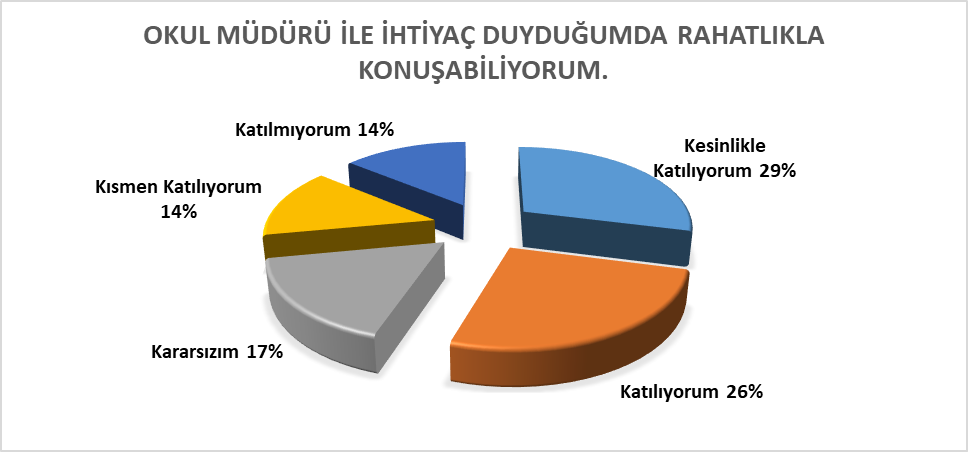 OKUL MÜDÜRÜ İLE İHTİYAÇ DUYDUĞUMDA RAHATLIKLA
KONUŞABİLİYORUM.
Kesinlikle
Katılıyorum 29%
Katılıyorum 26%
Kararsızım 17%
Kısmen Katılıyorum
14%
Katılmıyorum 14%